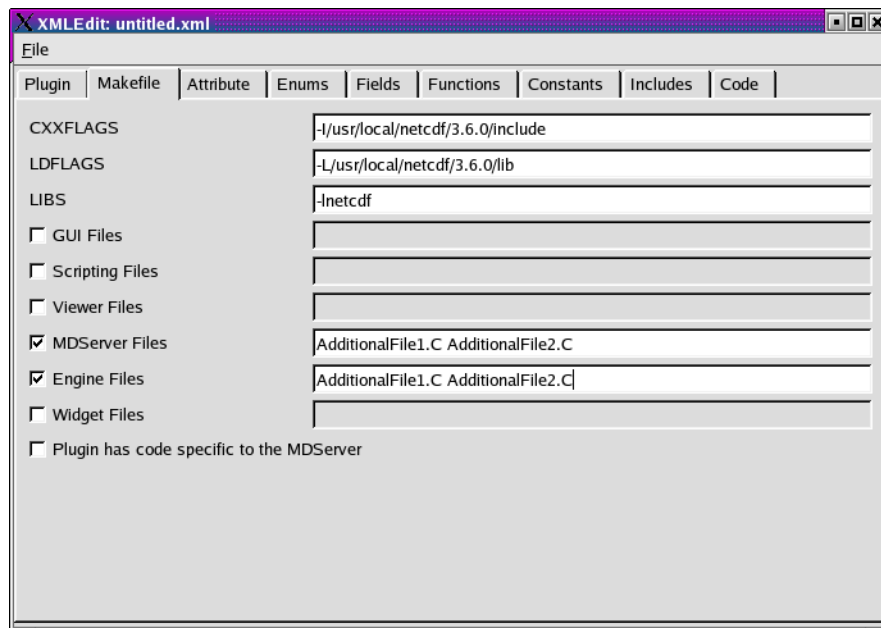 XMLEdit: untitled.xml
File
Plugin Makefile Attribute Enums Fields Functions Constants Includes Code
CXXFLAGS -I/usr/local/netcdf/3.6.0/include
LDFLAGS -L/usr/local/netcdf/3.6.0/lib
LIBS -lnetcdf
GUI Files
Scripting Files
Viewer Files
MDServer Files AdditionalFile1.C AdditionalFile2.C
Engine Files AdditionalFile1.C AdditionalFile2.C
Widget Files
Plugin has code specific to the MDServer